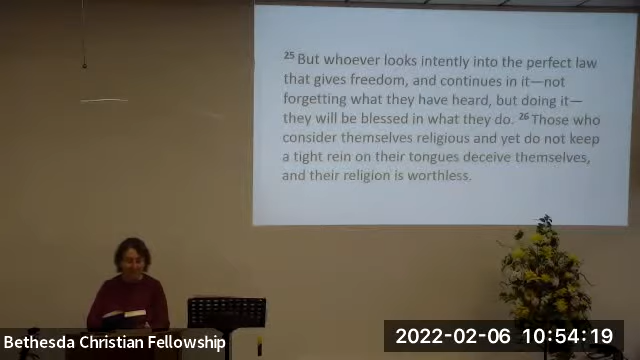 25 But whoever looks intently into the perfect law
that gives freedom, and continues in it—not
forgetting what they have heard, but doing it—
they will be blessed in what they do. 26 Those who
consider themselves religious and yet do not keep
a tight rein on their tongues deceive themselves,
and their religion is worthless.
Bethesda Christian Fellowship
2022-02-06 10:54:19